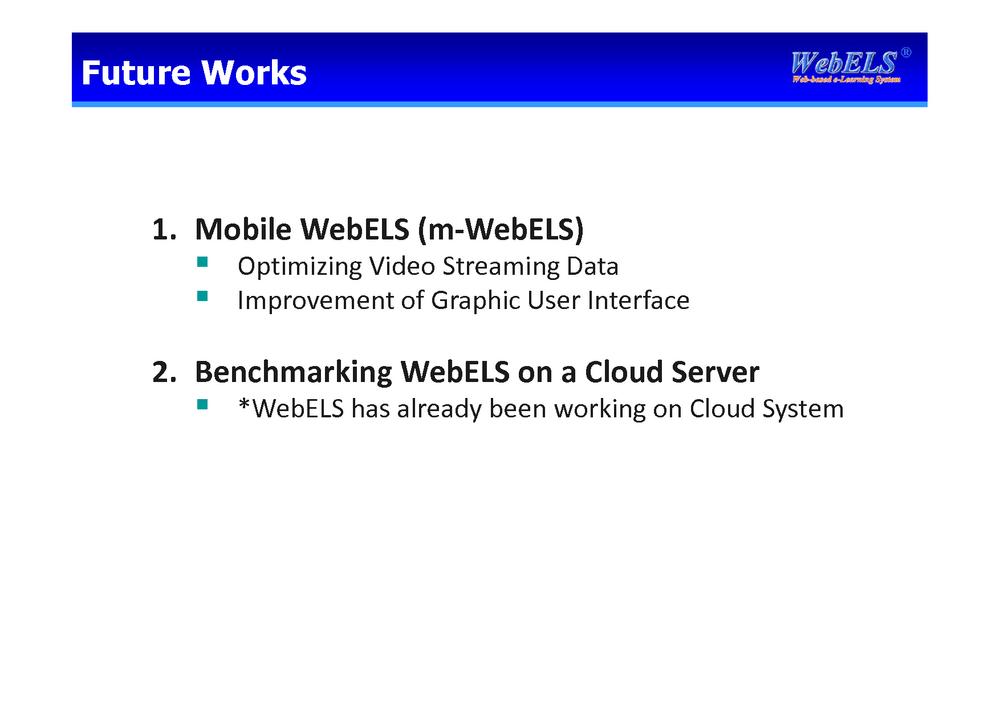 Future Works
WebELS®
Web-based e-Learning System
1. Mobile WebELS (m-WebELS)
▪ Optimizing Video Streaming Data
▪ Improvement of Graphic User Interface
2. Benchmarking WebELS on a Cloud Server
▪ *WebELS has already been working on Cloud System